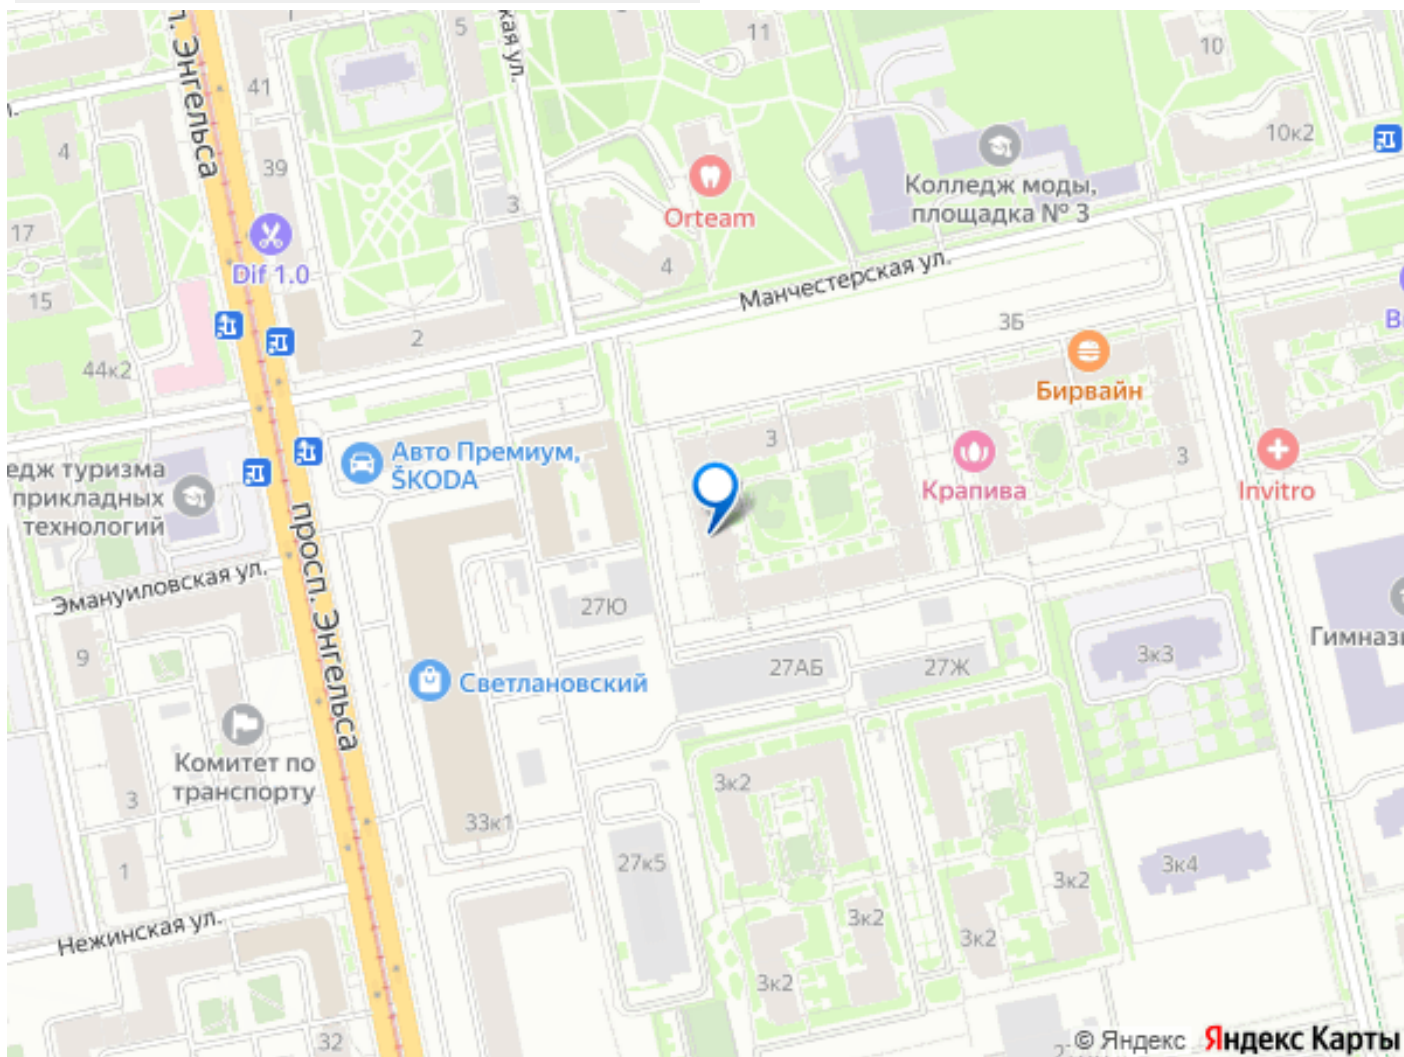 5
11
10
кая ул.
просп. Энгельса
41
4
39
10к2
3
Колледж моды,
площадка № 3
Orteam
17
Dif 1.0
4
Манчестерская ул.
15
3Б
2
44к2
Бирвайн
3
Авто Премиум,
ŠKODA
3
едж туризма
прикладных
технологий
Крапива
Invitro
просп. Энгельса
Эмануиловская ул.
27Ю
Гимназ
9
27АБ
27Ж
3к3
Светлановский
Комитет по
транспорту
3к2
3
33к1
27к5
3к4
1
3к2
3к2
3к2
Нежинская ул.
3к2
32
© Яндекс Яндекс Карты